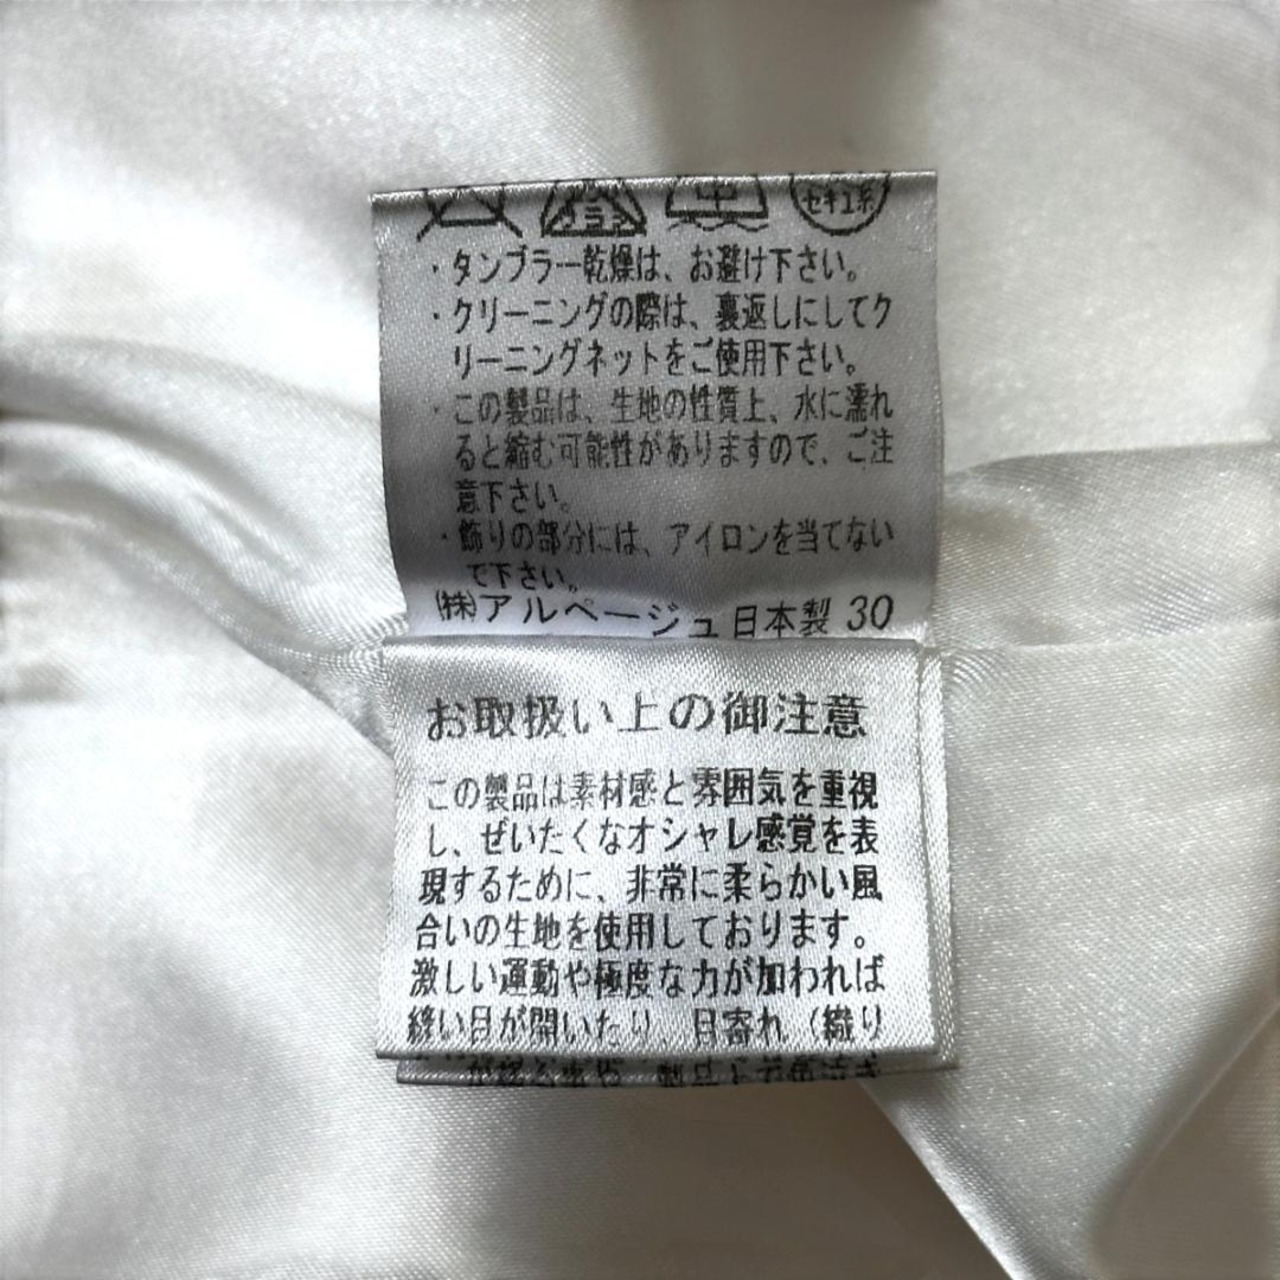 セキユ系
・タンブラー乾燥は、お避け下さい。
・クリーニングの際は、裏返しにしてク
リーニングネットをご使用下さい。
・この製品は、生地の性質上、水に濡れ
ると縮む可能性がありますので、ご注
意下さい。
・飾りの部分には、アイロンを当てない
で下さい。
㈱アルページュ日本製 30
お取扱い上の御注意
この製品は素材感と雰囲気を重視
し、ぜいたくなオシャレ感覚を表
現するために、非常に柔らかい風
合いの生地を使用しております。
激しい運動や極度な力が加われば
縫い目が開いたり、目寄れ（織り